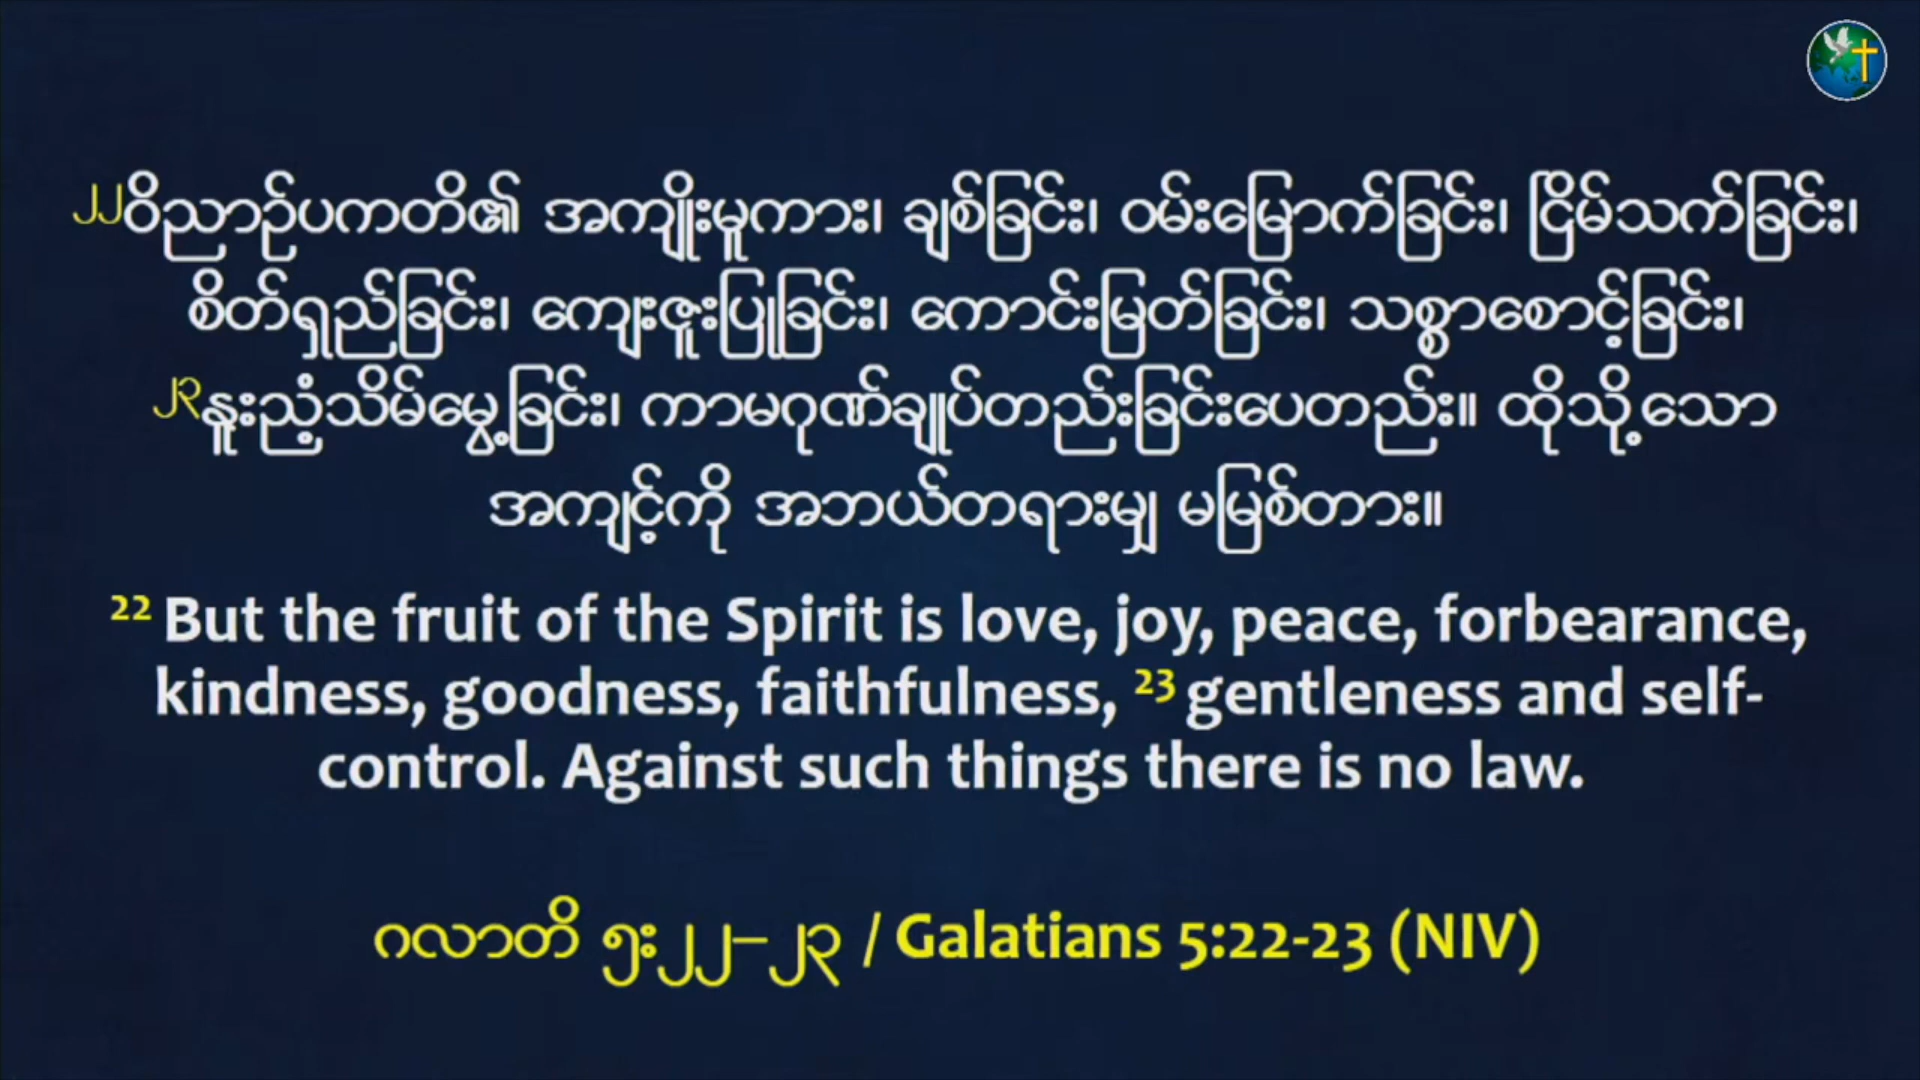 ၂၂ဝိညာဉ်ပကတိ၏ အကျိုးမူကား၊ ချစ်ခြင်း၊ ဝမ်းမြောက်ခြင်း၊ ငြိမ်သက်ခြင်း၊
စိတ်ရှည်ခြင်း၊ ကျေးဇူးပြုခြင်း၊ ကောင်းမြတ်ခြင်း၊ သစ္စာစောင့်ခြင်း၊
၂၃နူးညံ့သိမ်မွေ့ခြင်း၊ ကာမဂုဏ်ချုပ်တည်းခြင်းပေတည်း။ ထိုသို့သော
အကျင့်ကို အဘယ်တရားမျှ မမြစ်တား။
22 But the fruit of the Spirit is love, joy, peace, forbearance,
kindness, goodness, faithfulness, 23 gentleness and self-
control. Against such things there is no law.
ဂလာတိ ၅း၂၂–၂၃ / Galatians 5:22-23 (NIV)